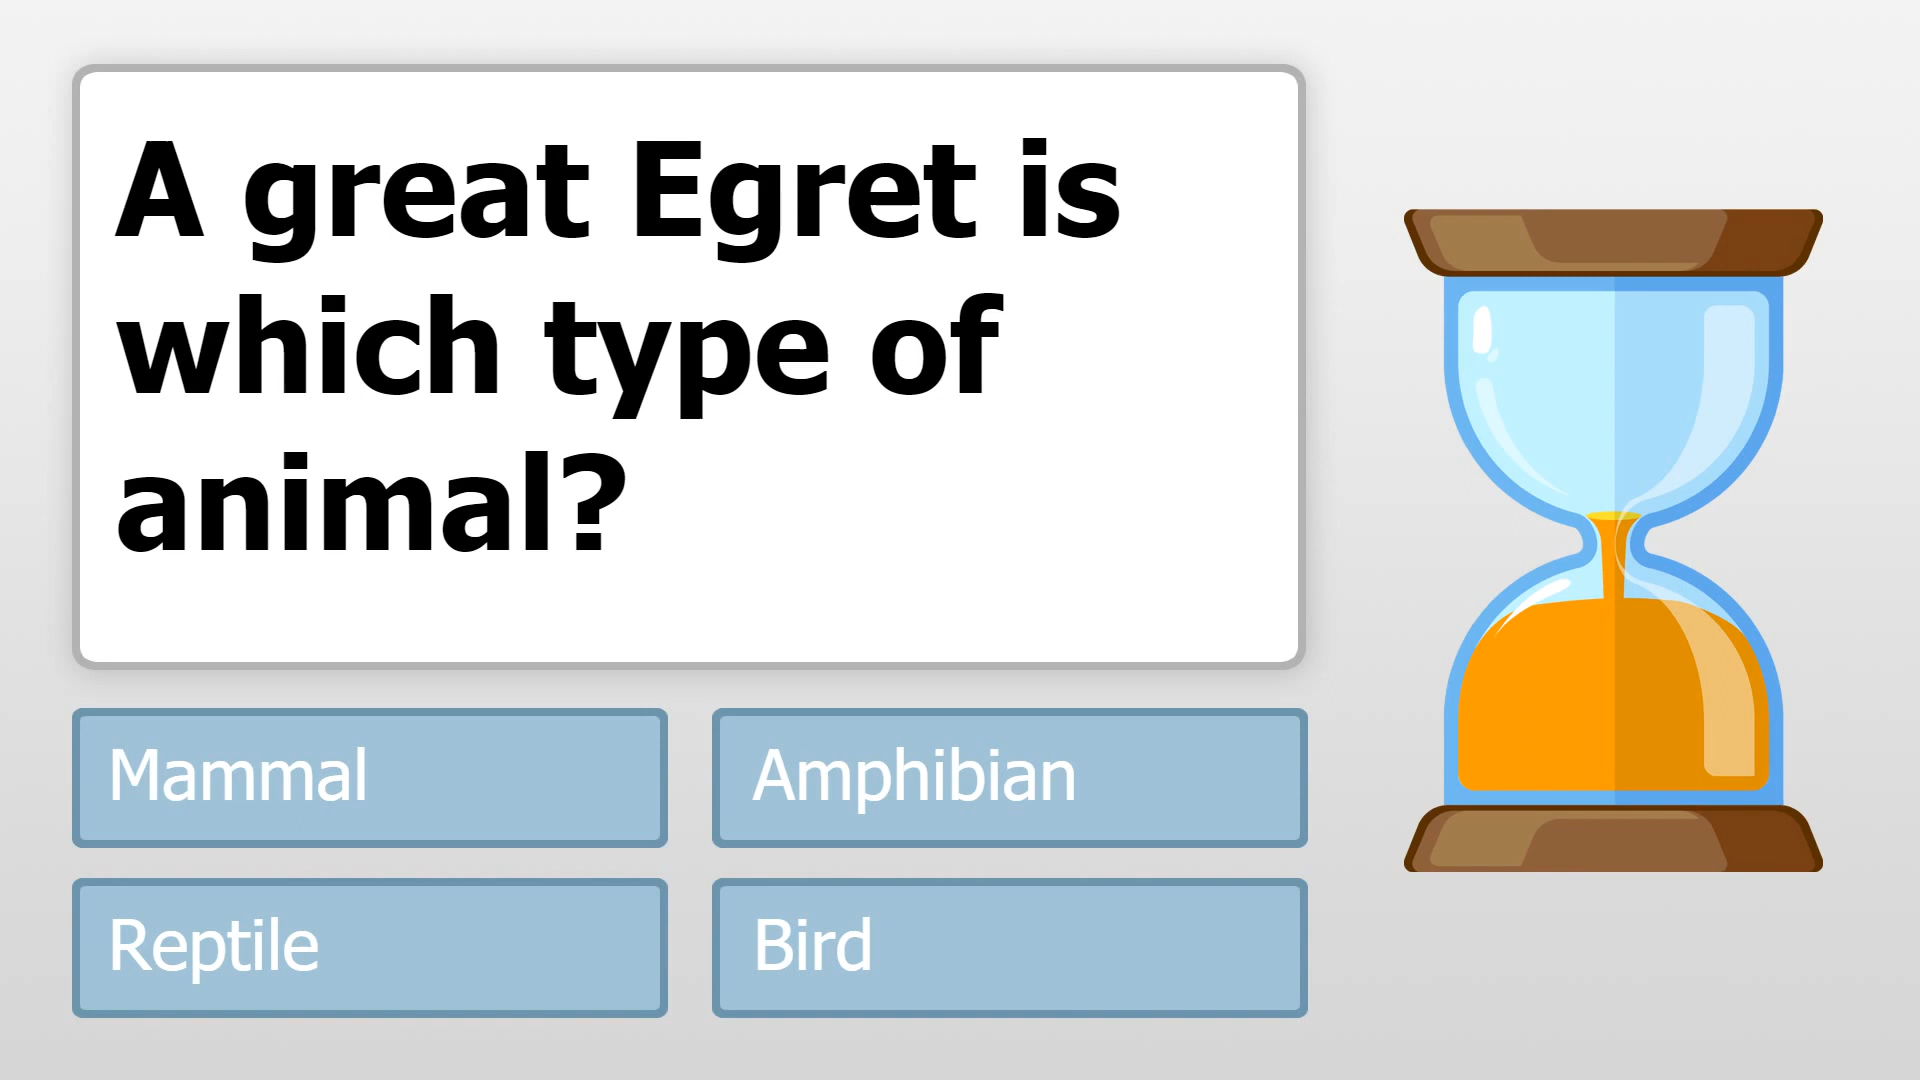 A great Egret is
which type of
animal?
Mammal
Amphibian
Reptile
Bird